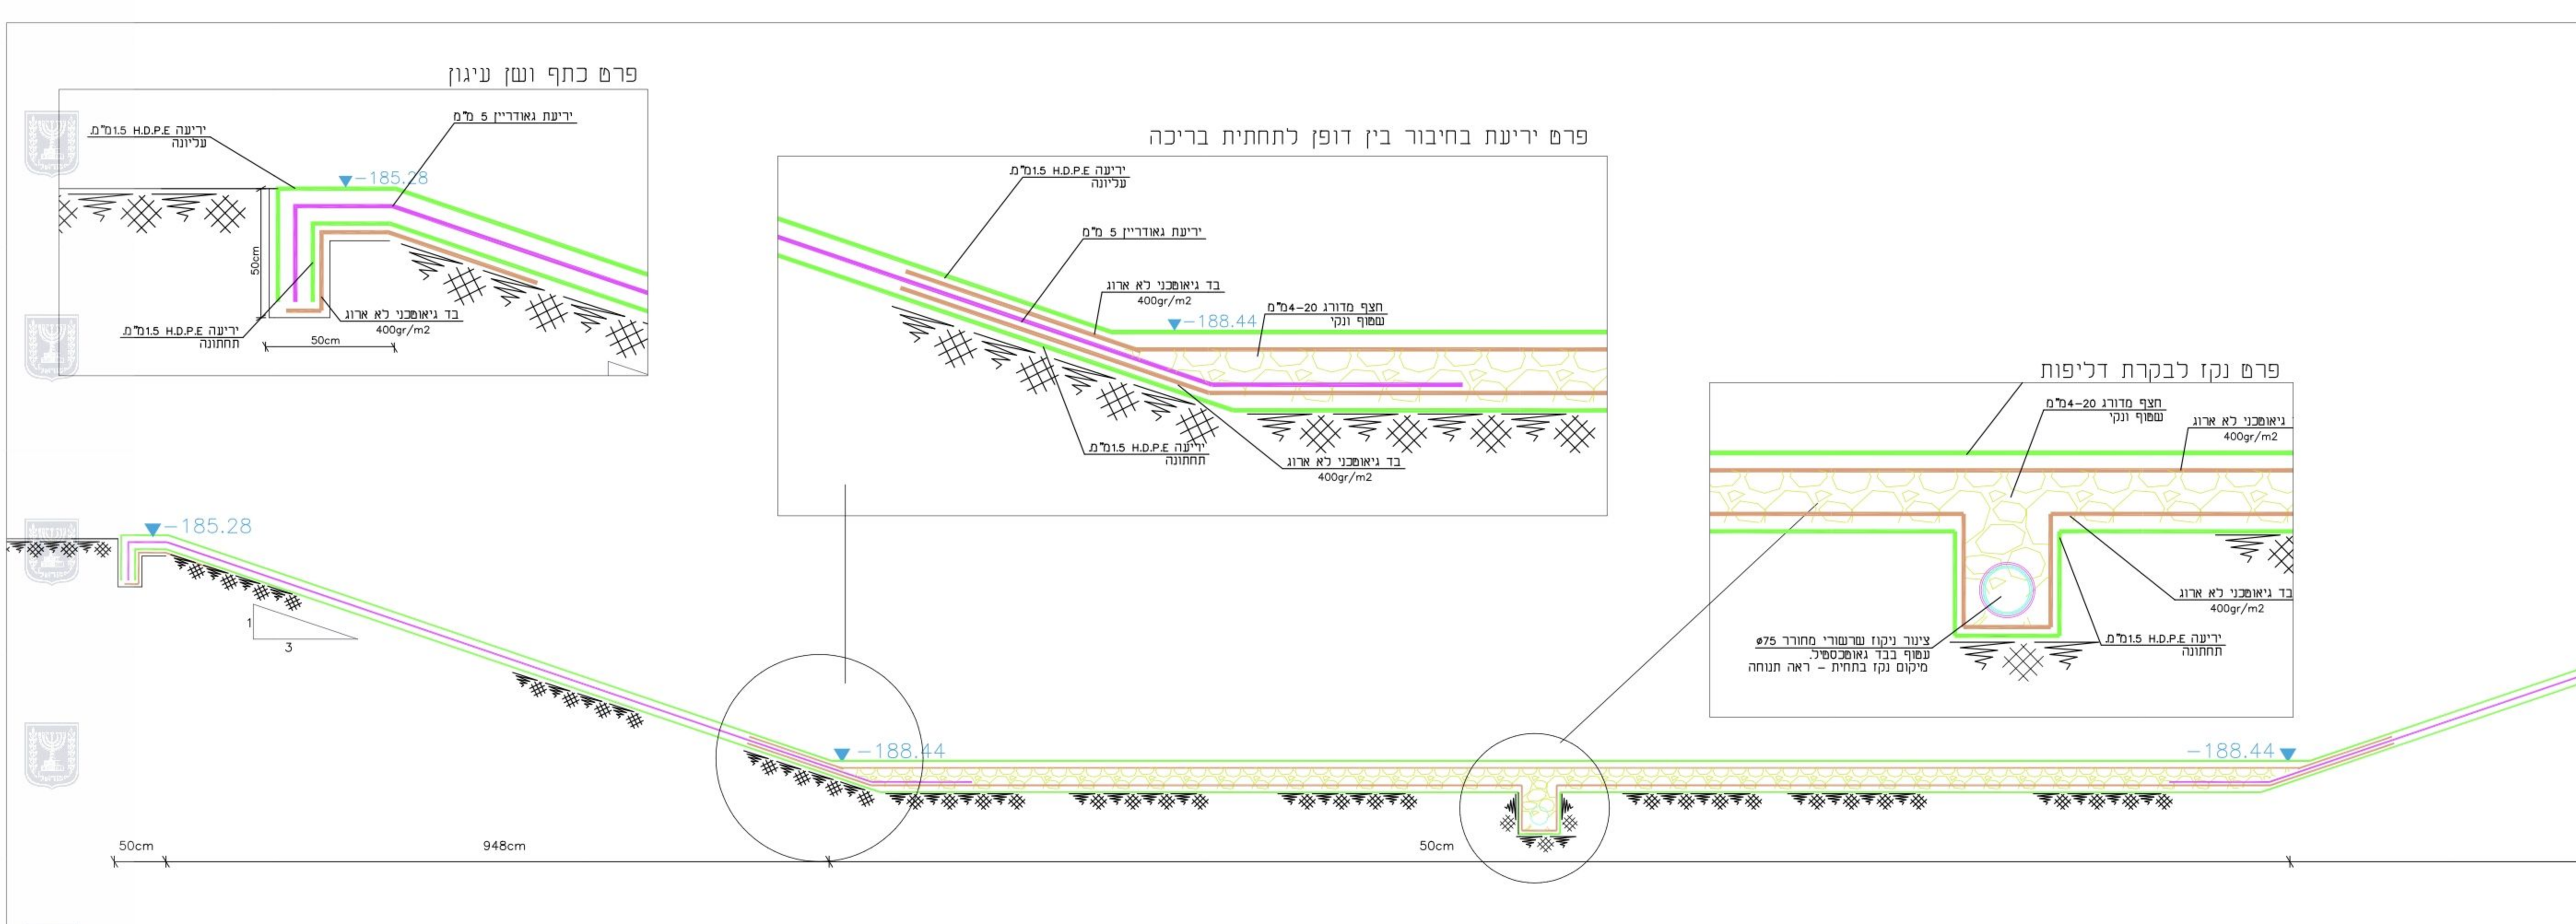 פרט כתף ושן עיגון
יריעת גאודריין 5 מ"מ
יריעה H.D.P.E 1.5מ"מ
עליונה
-185.28
50cm
יריעה H.D.P.E 1.5מ"מ
תחתונה
בד גיאוטכני לא ארוג
400gr/m2
50cm
פרט יריעת בחיבור בין דופן לתחתית בריכה
יריעה H.D.P.E 1.5מ"מ
עליונה
יריעת גאודריין 5 מ"מ
בד גיאוטכני לא ארוג
400gr/m2
חצף מדורג 4-20מ"מ
שטוף ונקי
-188.44
יריעה H.D.P.E 1.5מ"מ
תחתונה
בד גיאוטכני לא ארוג
400gr/m2
פרט נקז לבקרת דליפות
חצף מדורג 4-20מ"מ
שטוף ונקי
גיאוטכני לא ארוג
400gr/m2
בד גיאוטכני לא ארוג
400gr/m2
יריעה H.D.P.E 1.5מ"מ
תחתונה
צינור ניקוז שרשורי מחורר ø75
עטוף בבד גאוטכסטיל.
מיקום נקז בתחית - ראה תנוחה
-185.28
1
3
-188.44
-188.44
50cm
948cm
50cm